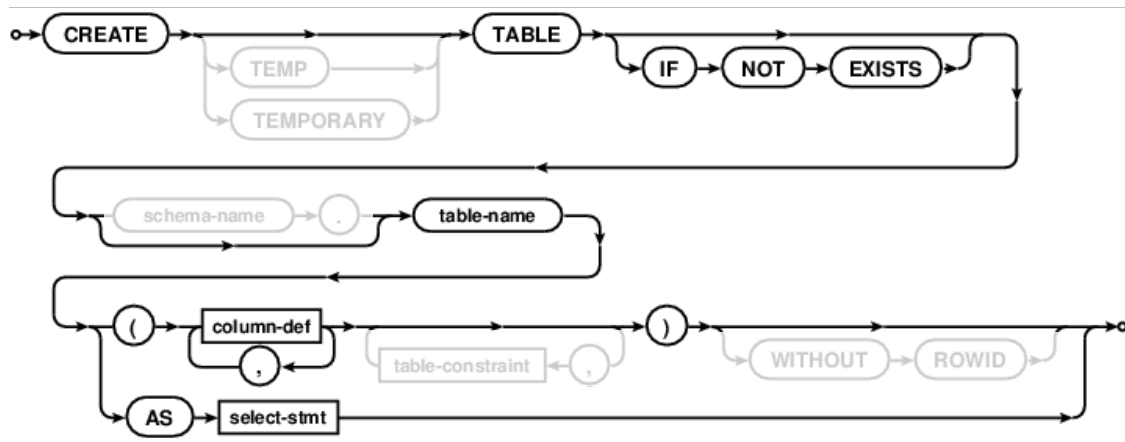 CREATE TABLE
TEMP IF NOT EXISTS
TEMPORARY
schema-name . table-name
( column-def ) 
, table-constraint , WITHOUT ROWID
AS select-stmt